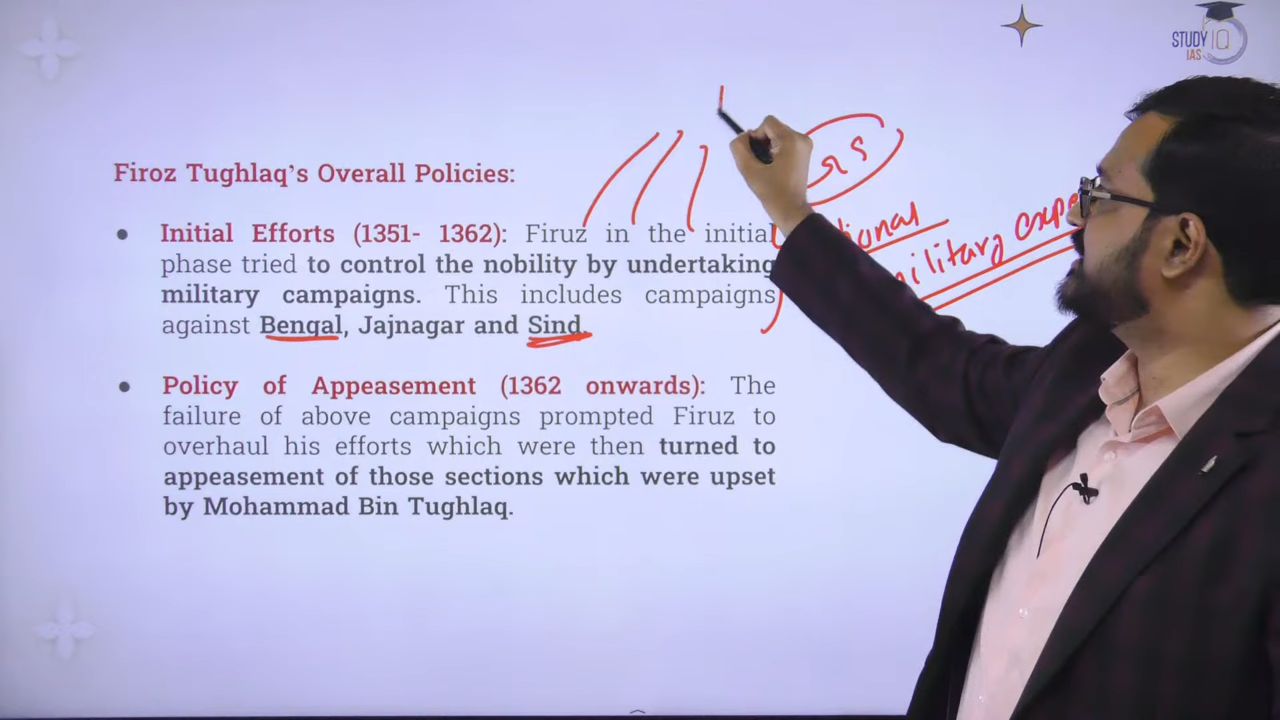 STUDY IQ
IAS
Firoz Tughlaq's Overall Policies:
● Initial Efforts (1351- 1362): Firuz in the initial
phase tried to control the nobility by undertaking
military campaigns. This includes campaigns
against Bengal, Jajnagar and Sind.
● Policy of Appeasement (1362 onwards): The
failure of above campaigns prompted Firuz to
overhaul his efforts which were then turned to
appeasement of those sections which were upset
by Mohammad Bin Tughlaq.